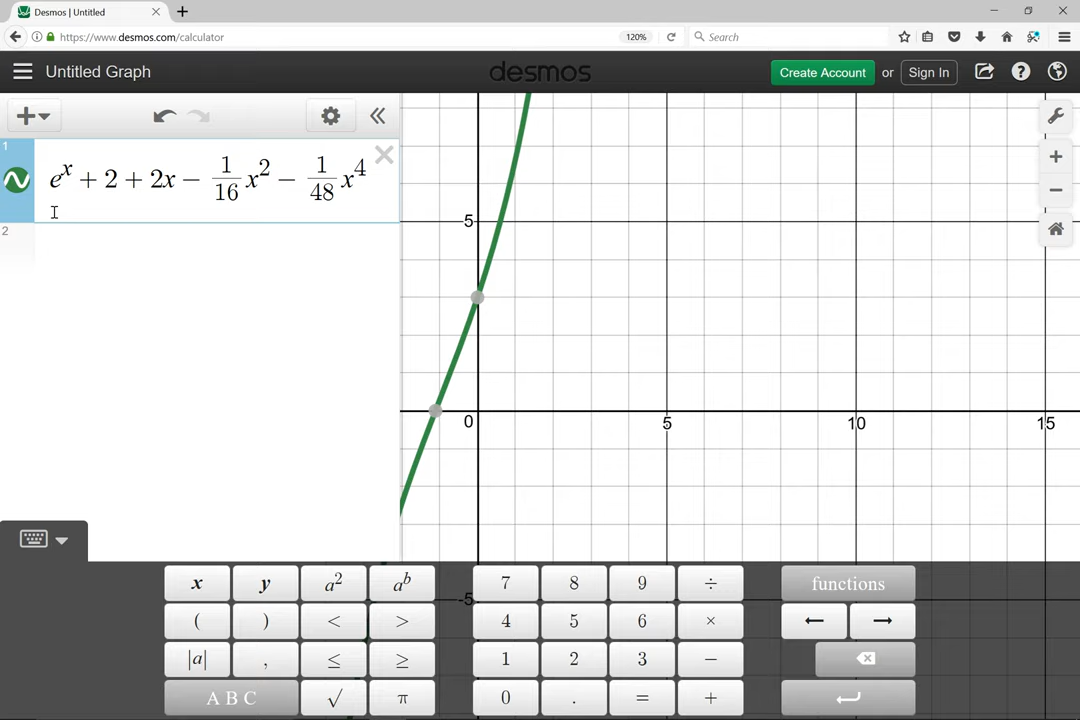 Desmos | Untitled
https://www.desmos.com/calculator
120%
Search
Untitled Graph
desmos
Create Account or Sign In
1
e^x + 2 + 2x − 1/16 x^2 − 1/48 x^4
2
5
0
5
10
15
-5
x y a^2 a^b 7 8 9 ÷ functions
( ) < > 4 5 6 × ← →
|a| , ≤ ≥ 1 2 3 −
A B C √ π 0 . = +